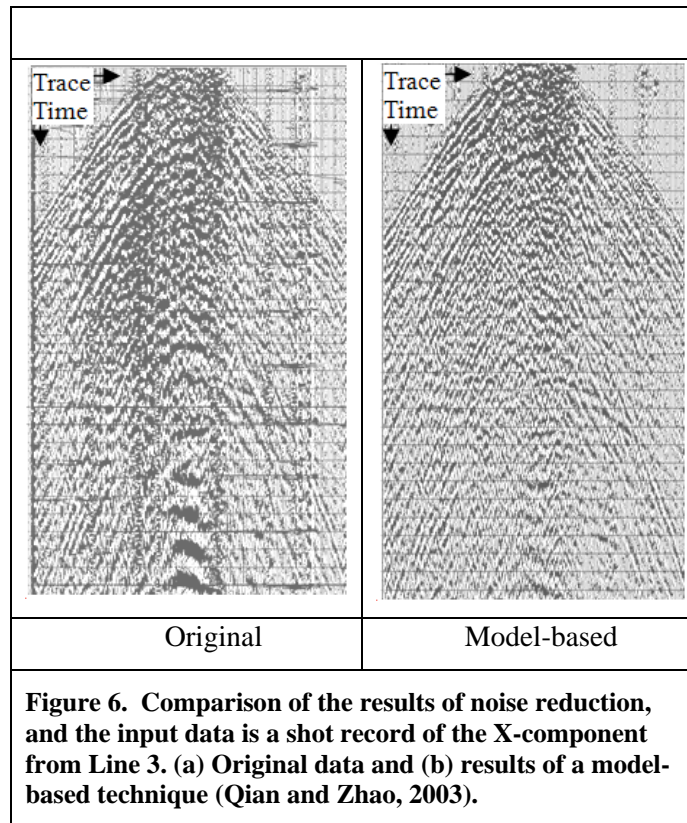 Trace
Time
Trace
Time
Original
Model-based
Figure 6. Comparison of the results of noise reduction,
and the input data is a shot record of the X-component
from Line 3. (a) Original data and (b) results of a model-
based technique (Qian and Zhao, 2003).